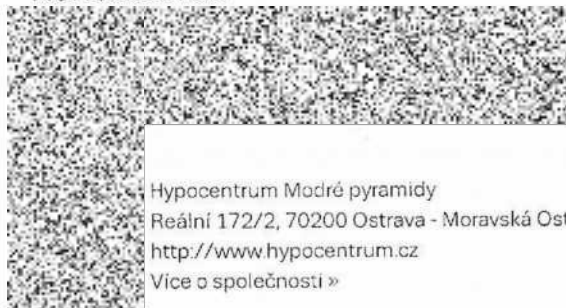 Hypocentrum Modré pyramidy
Reální 172/2, 70200 Ostrava - Moravská Ost
http://www.hypocentrum.cz
Více o společnosti »